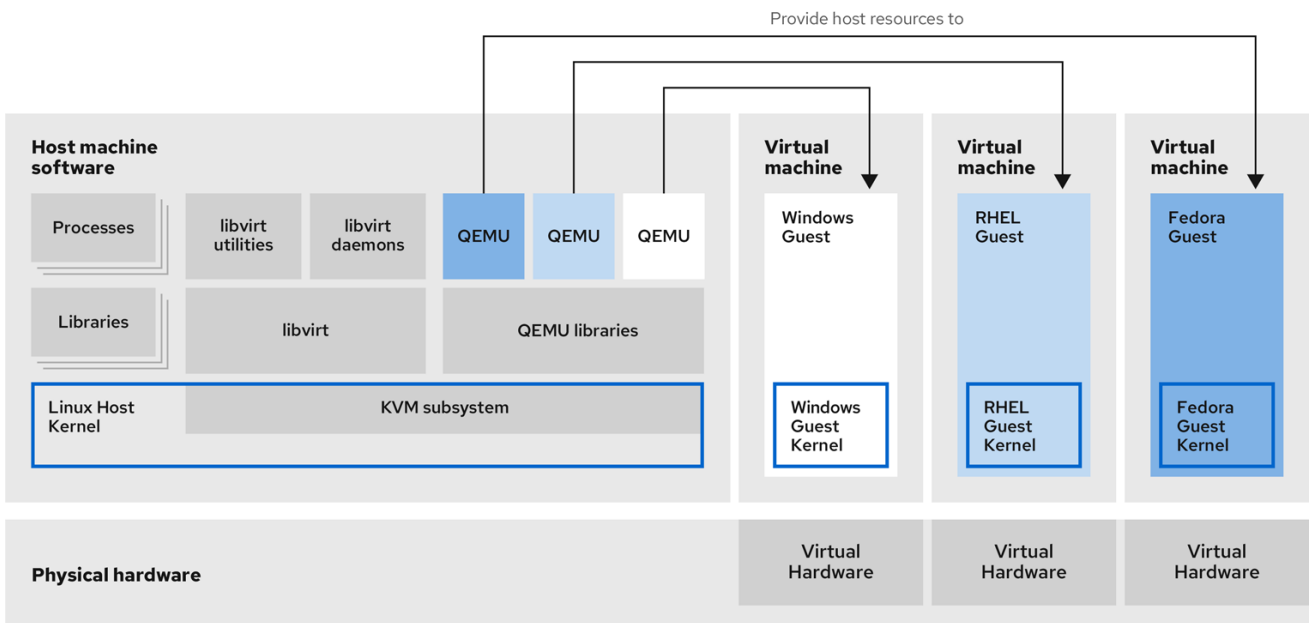 Provide host resources to
Host machine
software
Processes
libvirt
utilities
libvirt
daemons
QEMU
QEMU
QEMU
Libraries
libvirt
QEMU libraries
Linux Host
Kernel
KVM subsystem
Virtual
machine
Windows
Guest
Windows
Guest
Kernel
Virtual
machine
RHEL
Guest
RHEL
Guest
Kernel
Virtual
machine
Fedora
Guest
Fedora
Guest
Kernel
Physical hardware
Virtual
Hardware
Virtual
Hardware
Virtual
Hardware